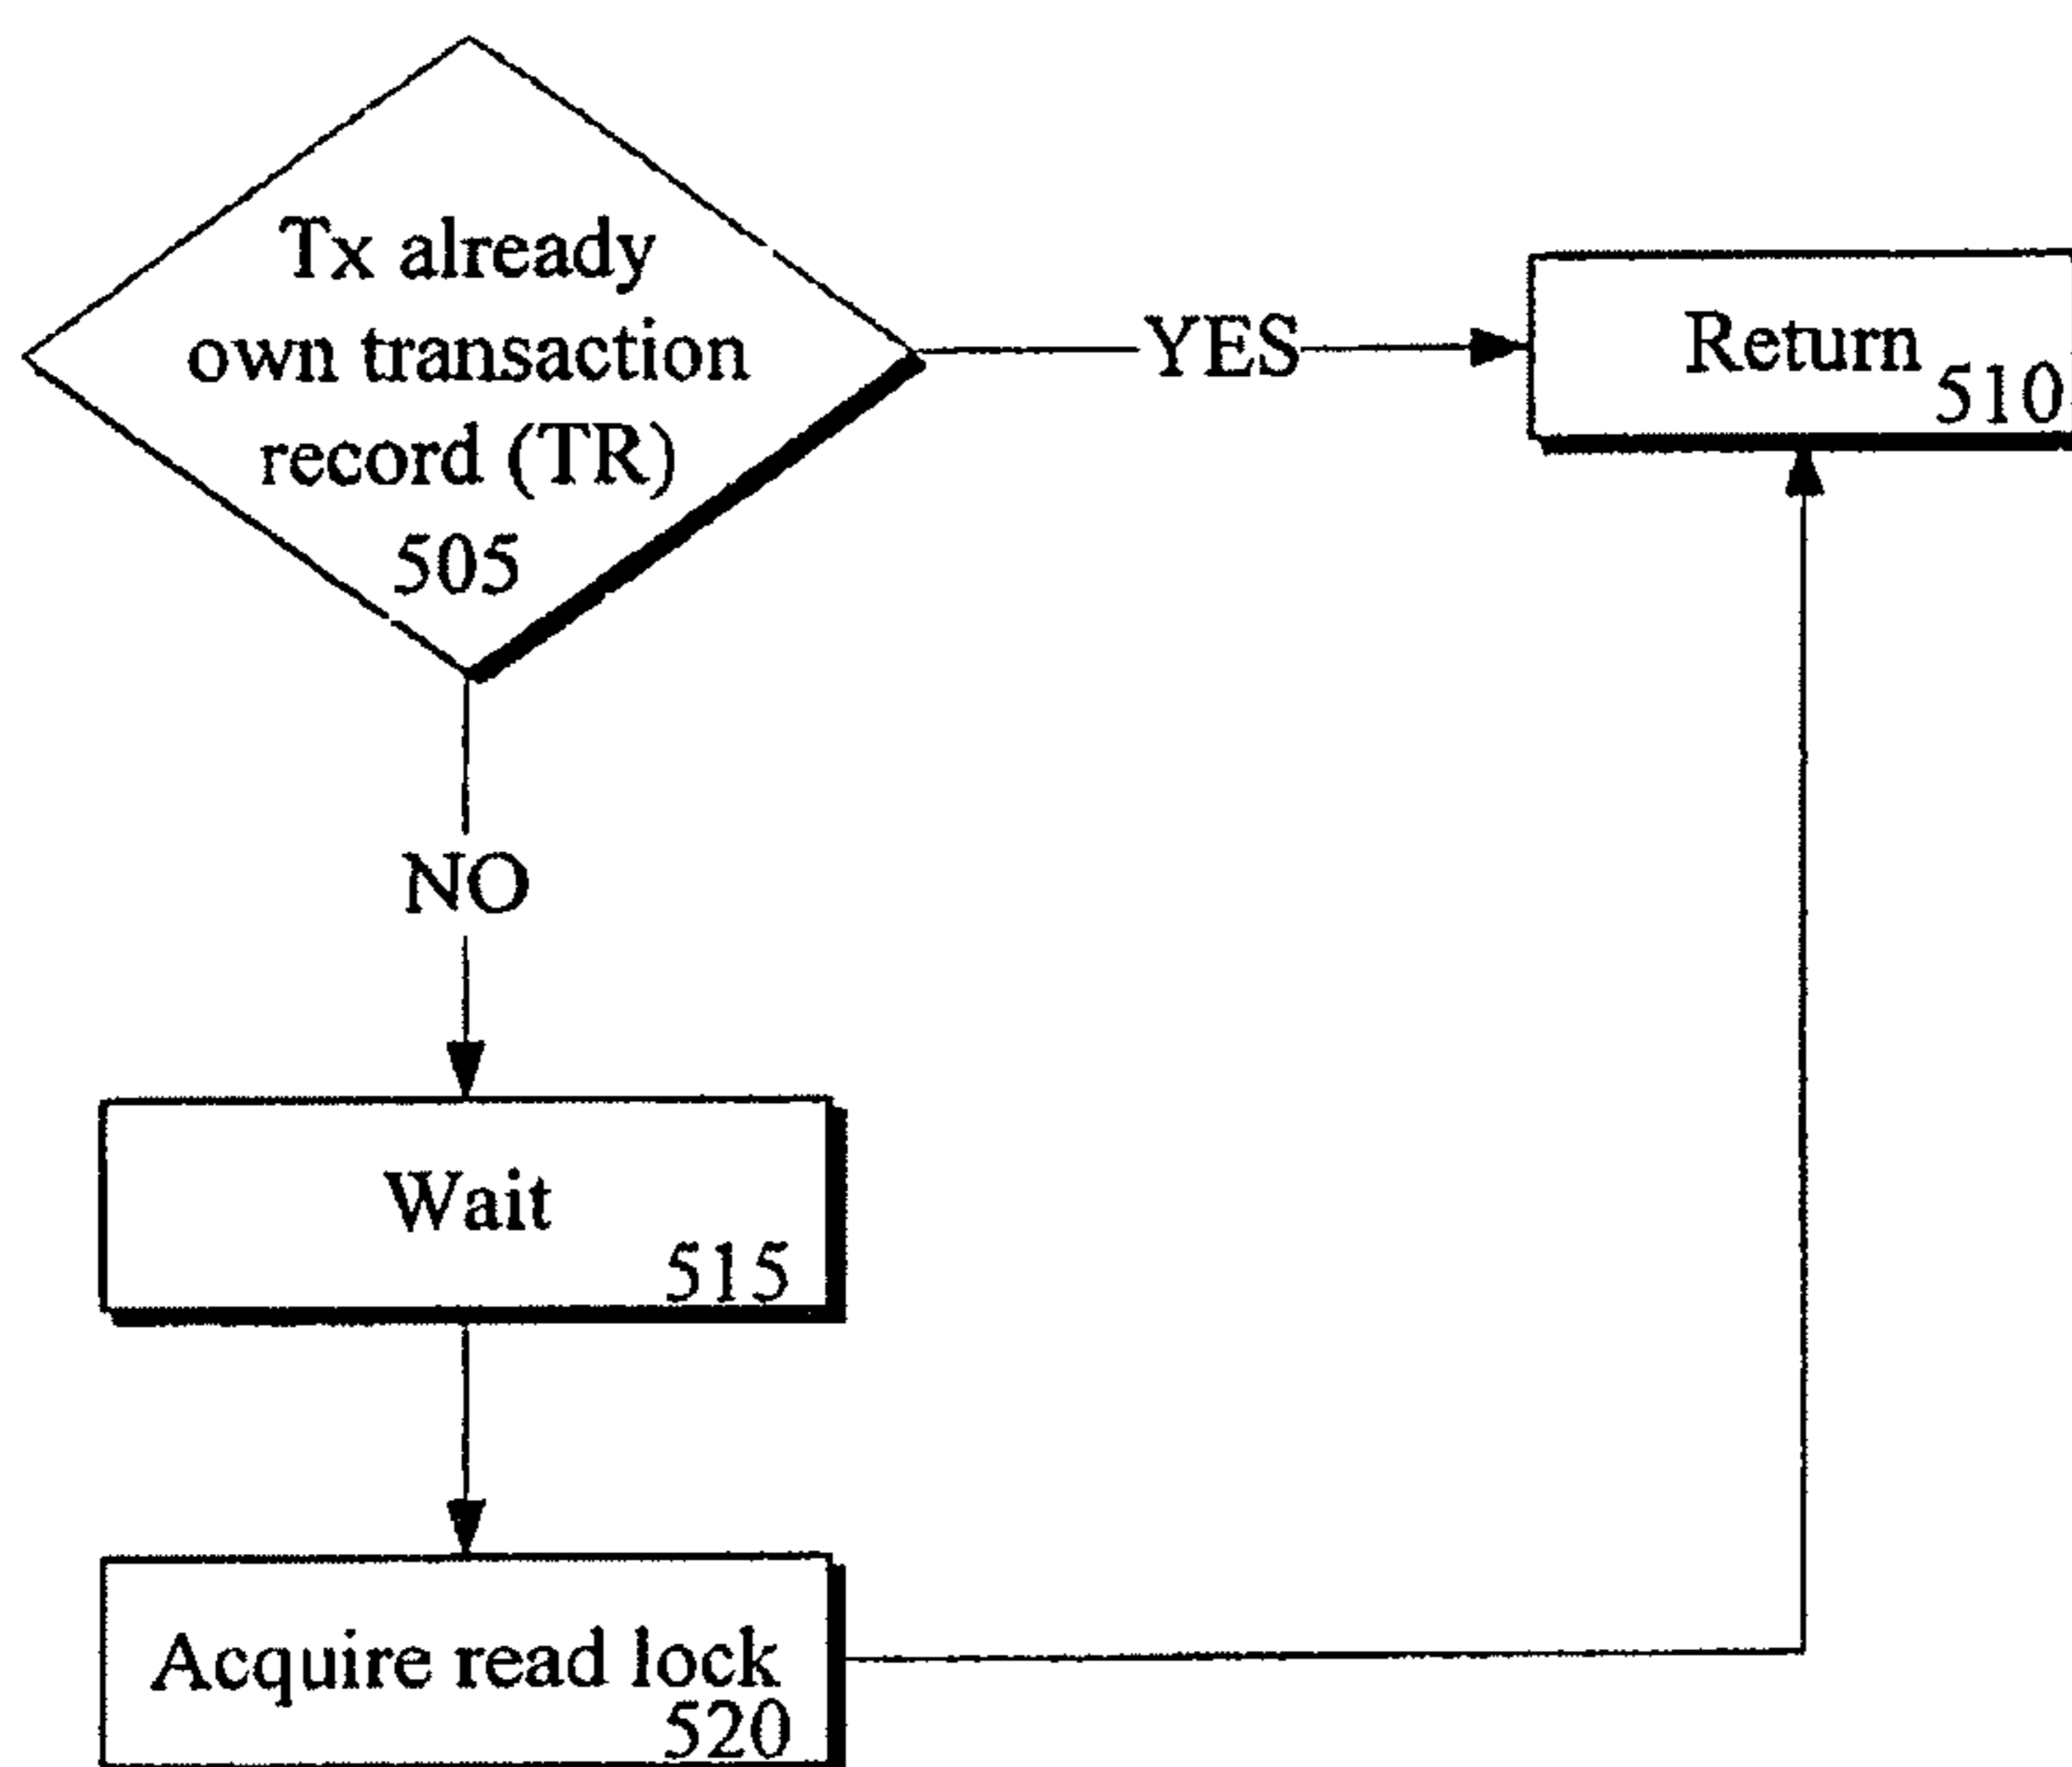 Tx already
own transaction
record (TR)
505
YES
Return
510
NO
Wait
515
Acquire read lock
520